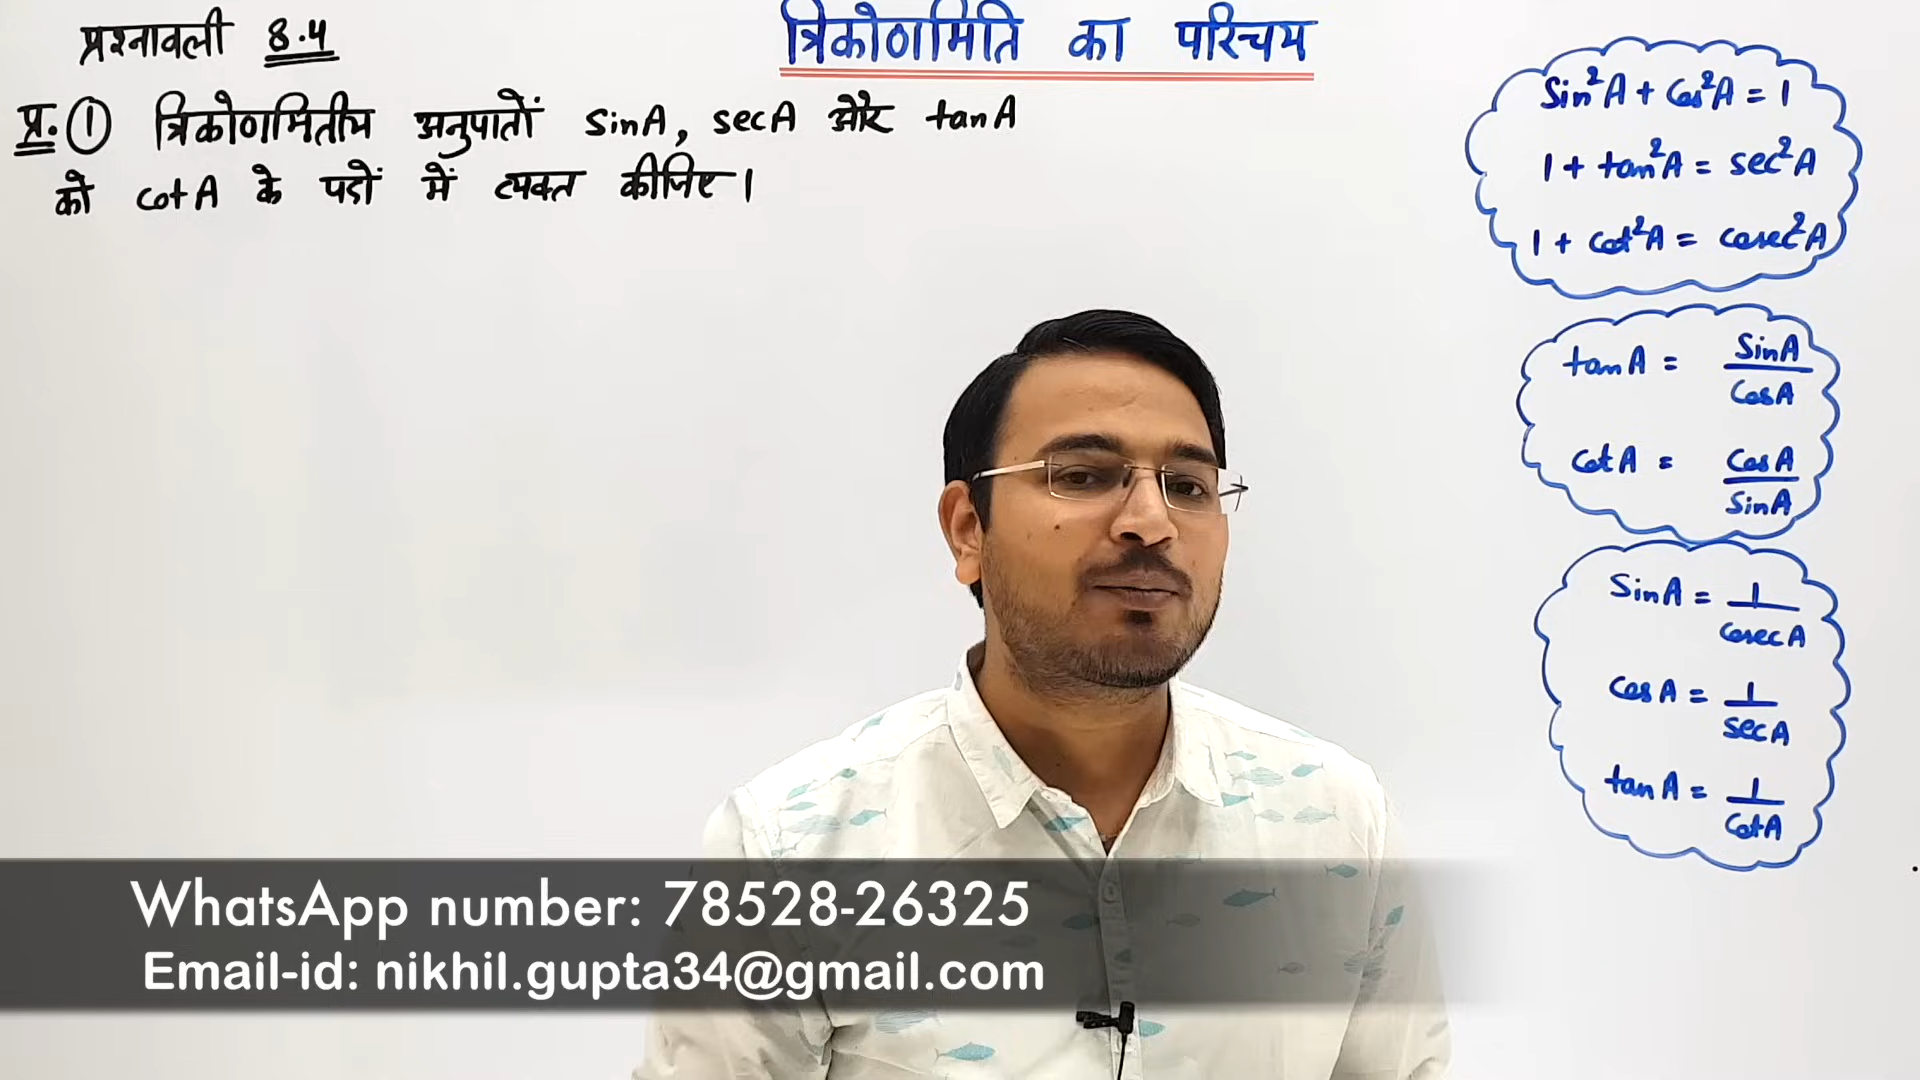 प्रश्नावली 8.4
त्रिकोणमिति का परिचय
प्र.① त्रिकोणमितीय अनुपातों sinA, secA और tanA
को cotA के पदों में व्यक्त कीजिए।
Sin²A + Cos²A = 1
1 + tan²A = sec²A
1 + Cot²A = Cosec²A
tanA = SinA/CosA
CotA = CosA/SinA
SinA = 1/CosecA
CosA = 1/secA
tanA = 1/CotA
WhatsApp number: 78528-26325
Email-id: nikhil.gupta34@gmail.com